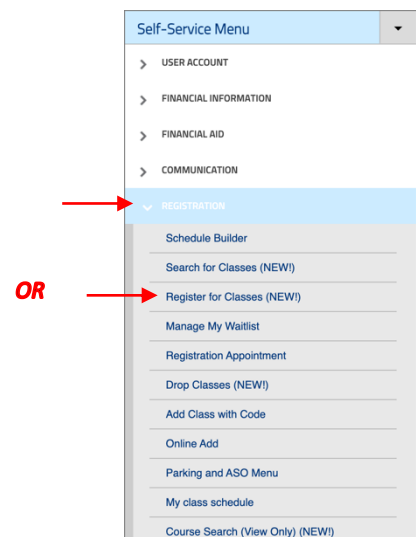 Self-Service Menu
USER ACCOUNT
FINANCIAL INFORMATION
FINANCIAL AID
COMMUNICATION
REGISTRATION
Schedule Builder
Search for Classes (NEW!)
OR
Register for Classes (NEW!)
Manage My Waitlist
Registration Appointment
Drop Classes (NEW!)
Add Class with Code
Online Add
Parking and ASO Menu
My class schedule
Course Search (View Only) (NEW!)